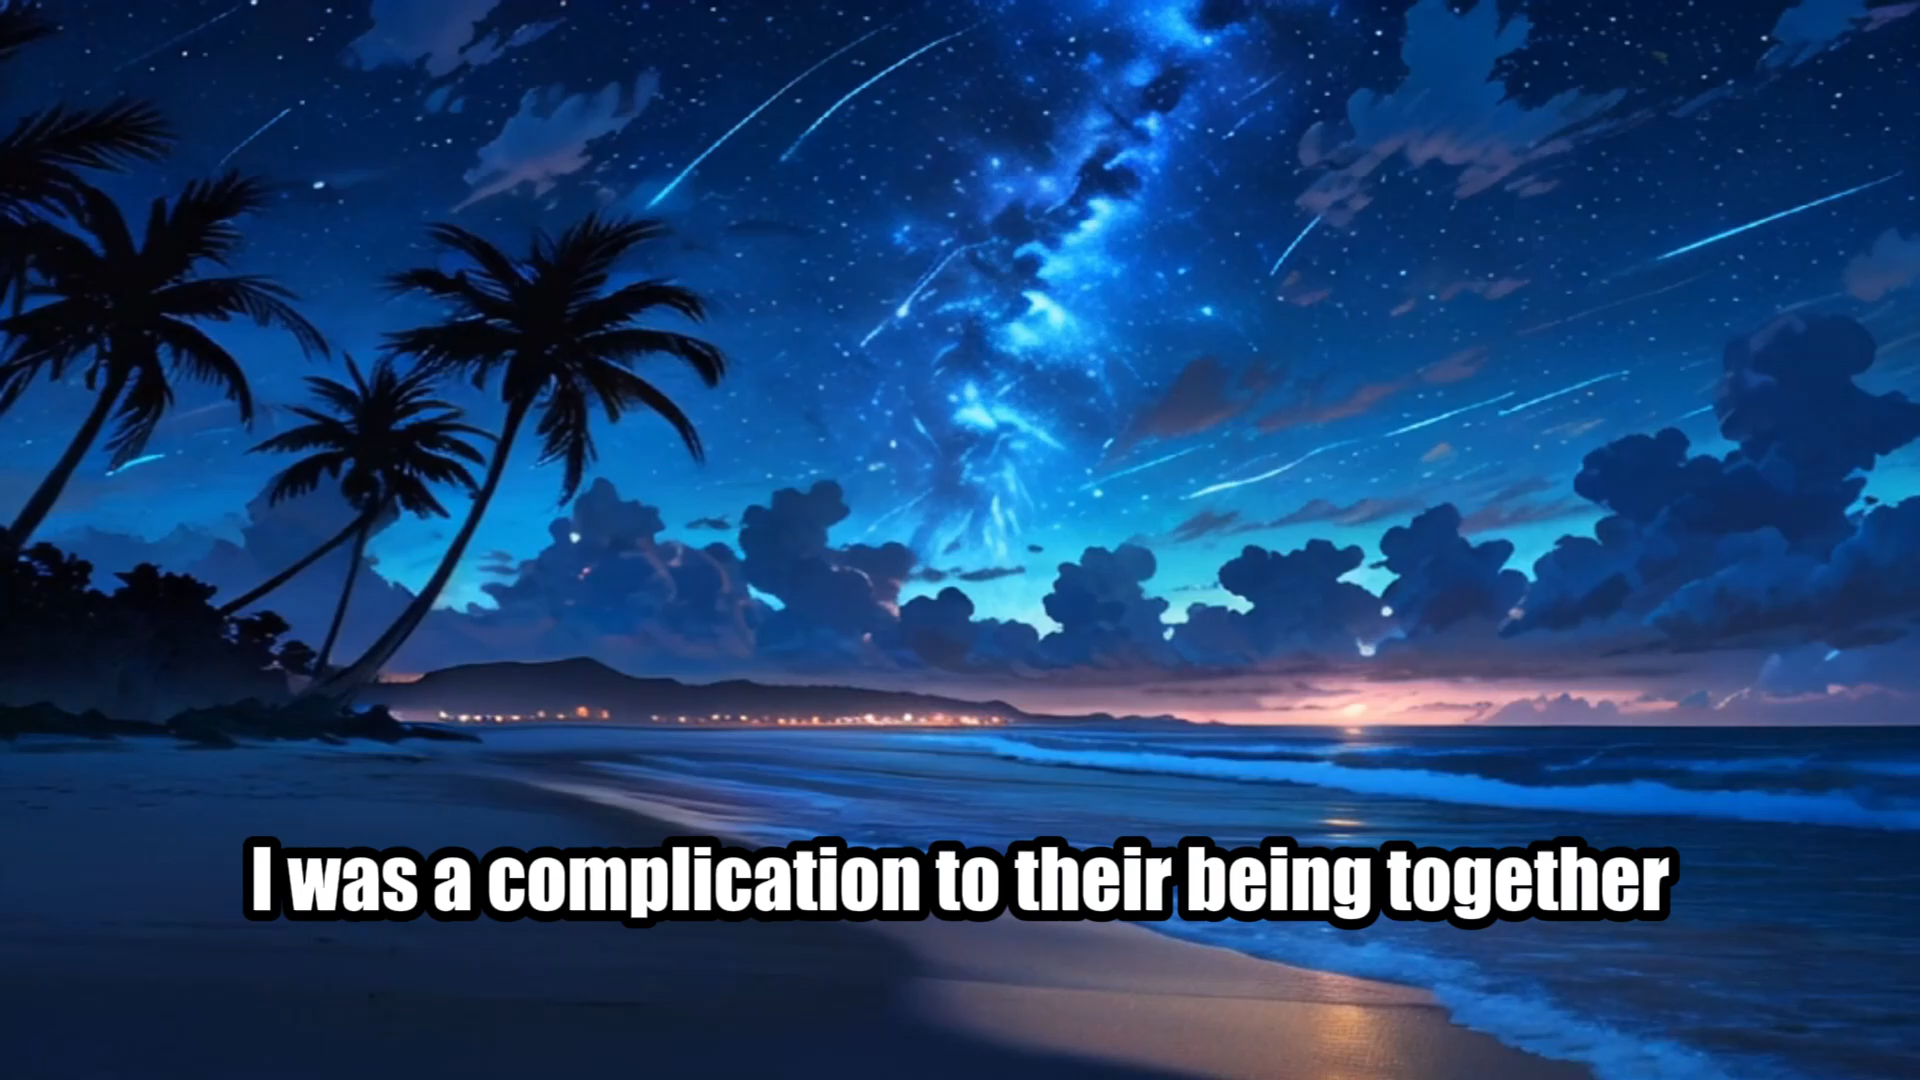 I was a complication to their being together